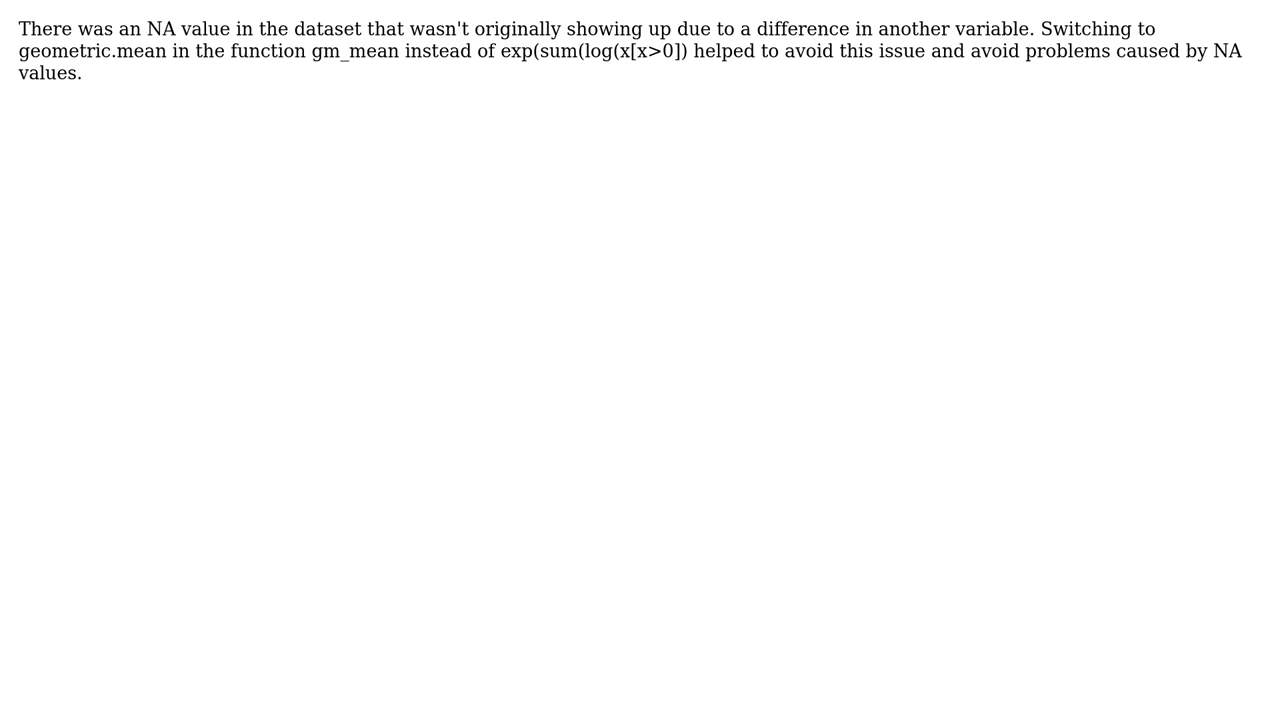 There was an NA value in the dataset that wasn't originally showing up due to a difference in another variable. Switching to
geometric.mean in the function gm_mean instead of exp(sum(log(x[x>0]) helped to avoid this issue and avoid problems caused by NA
values.